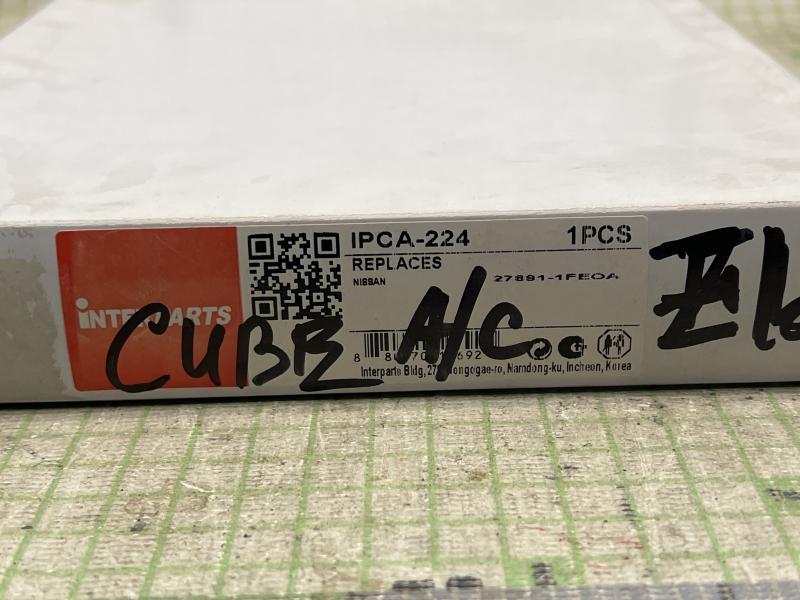 IPCA-224 1PCS
REPLACES
NISSAN 27891-1FE0A
INTERPARTS
CUBE A/C
Interparts Bldg, Namdong-ku, Incheon, Korea